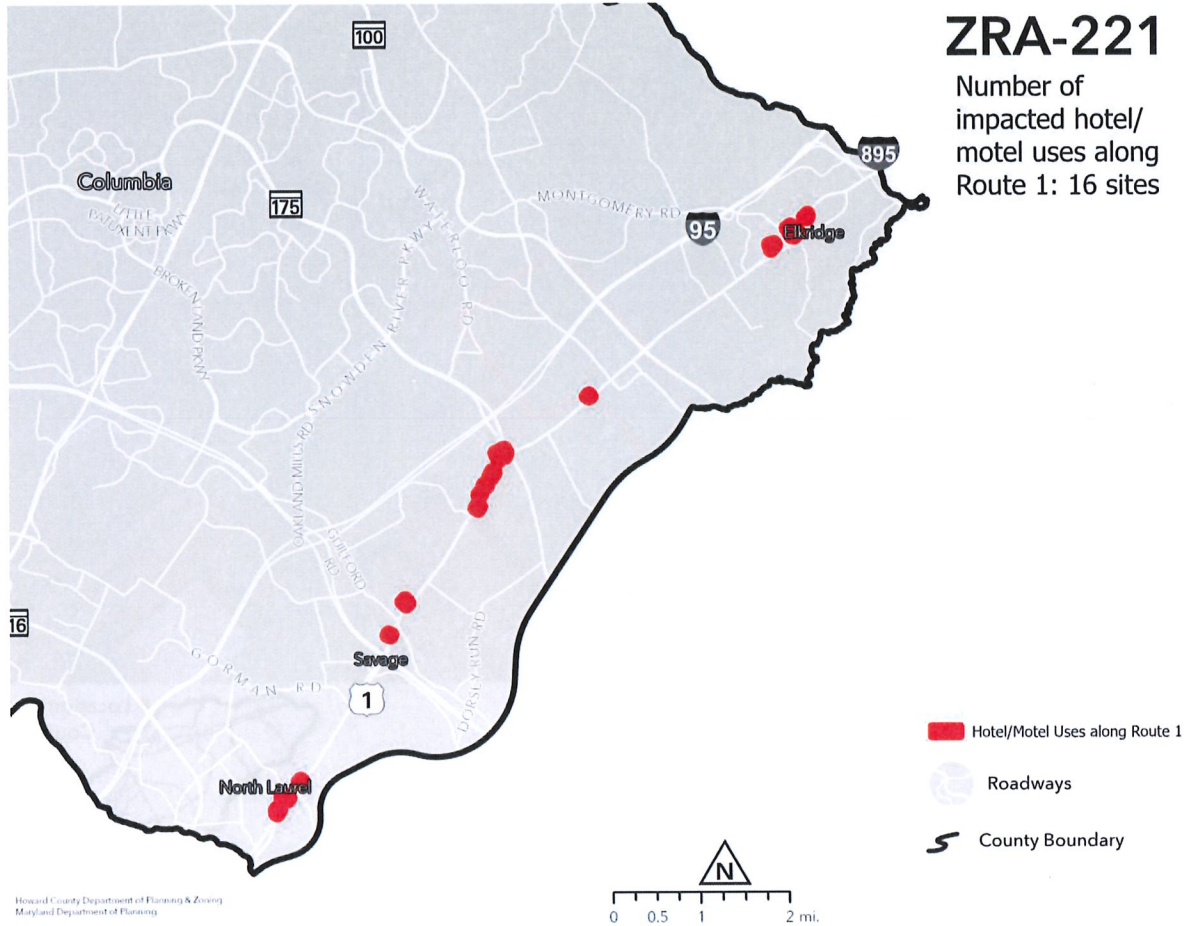 ZRA-221
Number of
impacted hotel/
motel uses along
Route 1: 16 sites
100
895
Columbia
175
LITTLE
PATUXENT PKWY
WATERLOO RD
MONTGOMERY RD
95
Elkridge
BROKEN LAND PKWY
SNOWDEN RIVER PKWY
OAKLAND MILLS RD
GUILFORD
RD
16
Savage
GORMAN RD
1
DORSEY RUN RD
North Laurel
Hotel/Motel Uses along Route 1
Roadways
County Boundary
N
0 0.5 1 2 mi.
Howard County Department of Planning & Zoning
Maryland Department of Planning